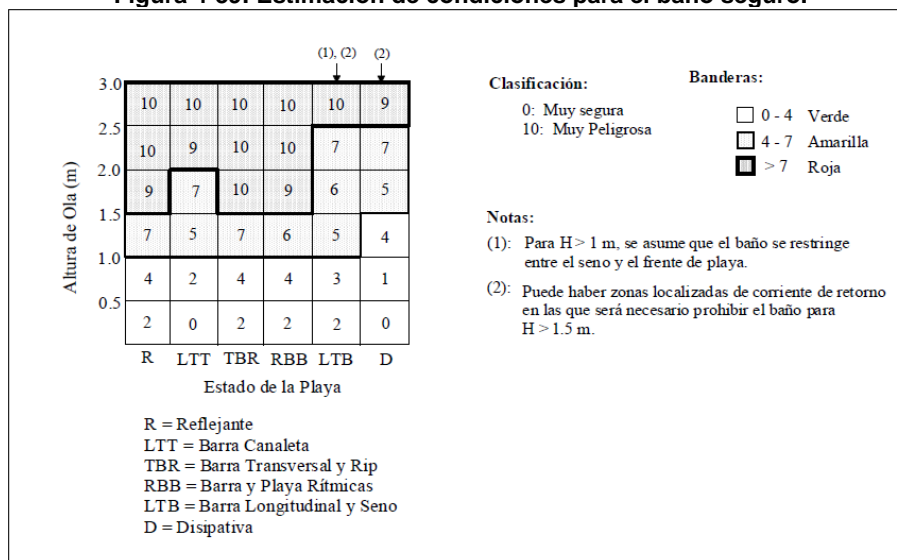 Figura 4-39. Estimación de condiciones para el baño seguro.
(1), (2) (2)
3.0
10 10 10 10 10 9
2.5
10 9 10 10 7 7
2.0
9 7 10 9 6 5
1.5
7 5 7 6 5 4
1.0
4 2 4 4 3 1
0.5
2 0 2 2 2 0
R LTT TBR RBB LTB D
Altura de Ola (m)
Estado de la Playa
R = Reflejante
LTT = Barra Canaleta
TBR = Barra Transversal y Rip
RBB = Barra y Playa Rítmicas
LTB = Barra Longitudinal y Seno
D = Disipativa
Clasificación:
0: Muy segura
10: Muy Peligrosa
Banderas:
0 - 4 Verde
4 - 7 Amarilla
> 7 Roja
Notas:
(1): Para H > 1 m, se asume que el baño se restringe
entre el seno y el frente de playa.
(2): Puede haber zonas localizadas de corriente de retorno
en las que será necesario prohibir el baño para
H > 1.5 m.